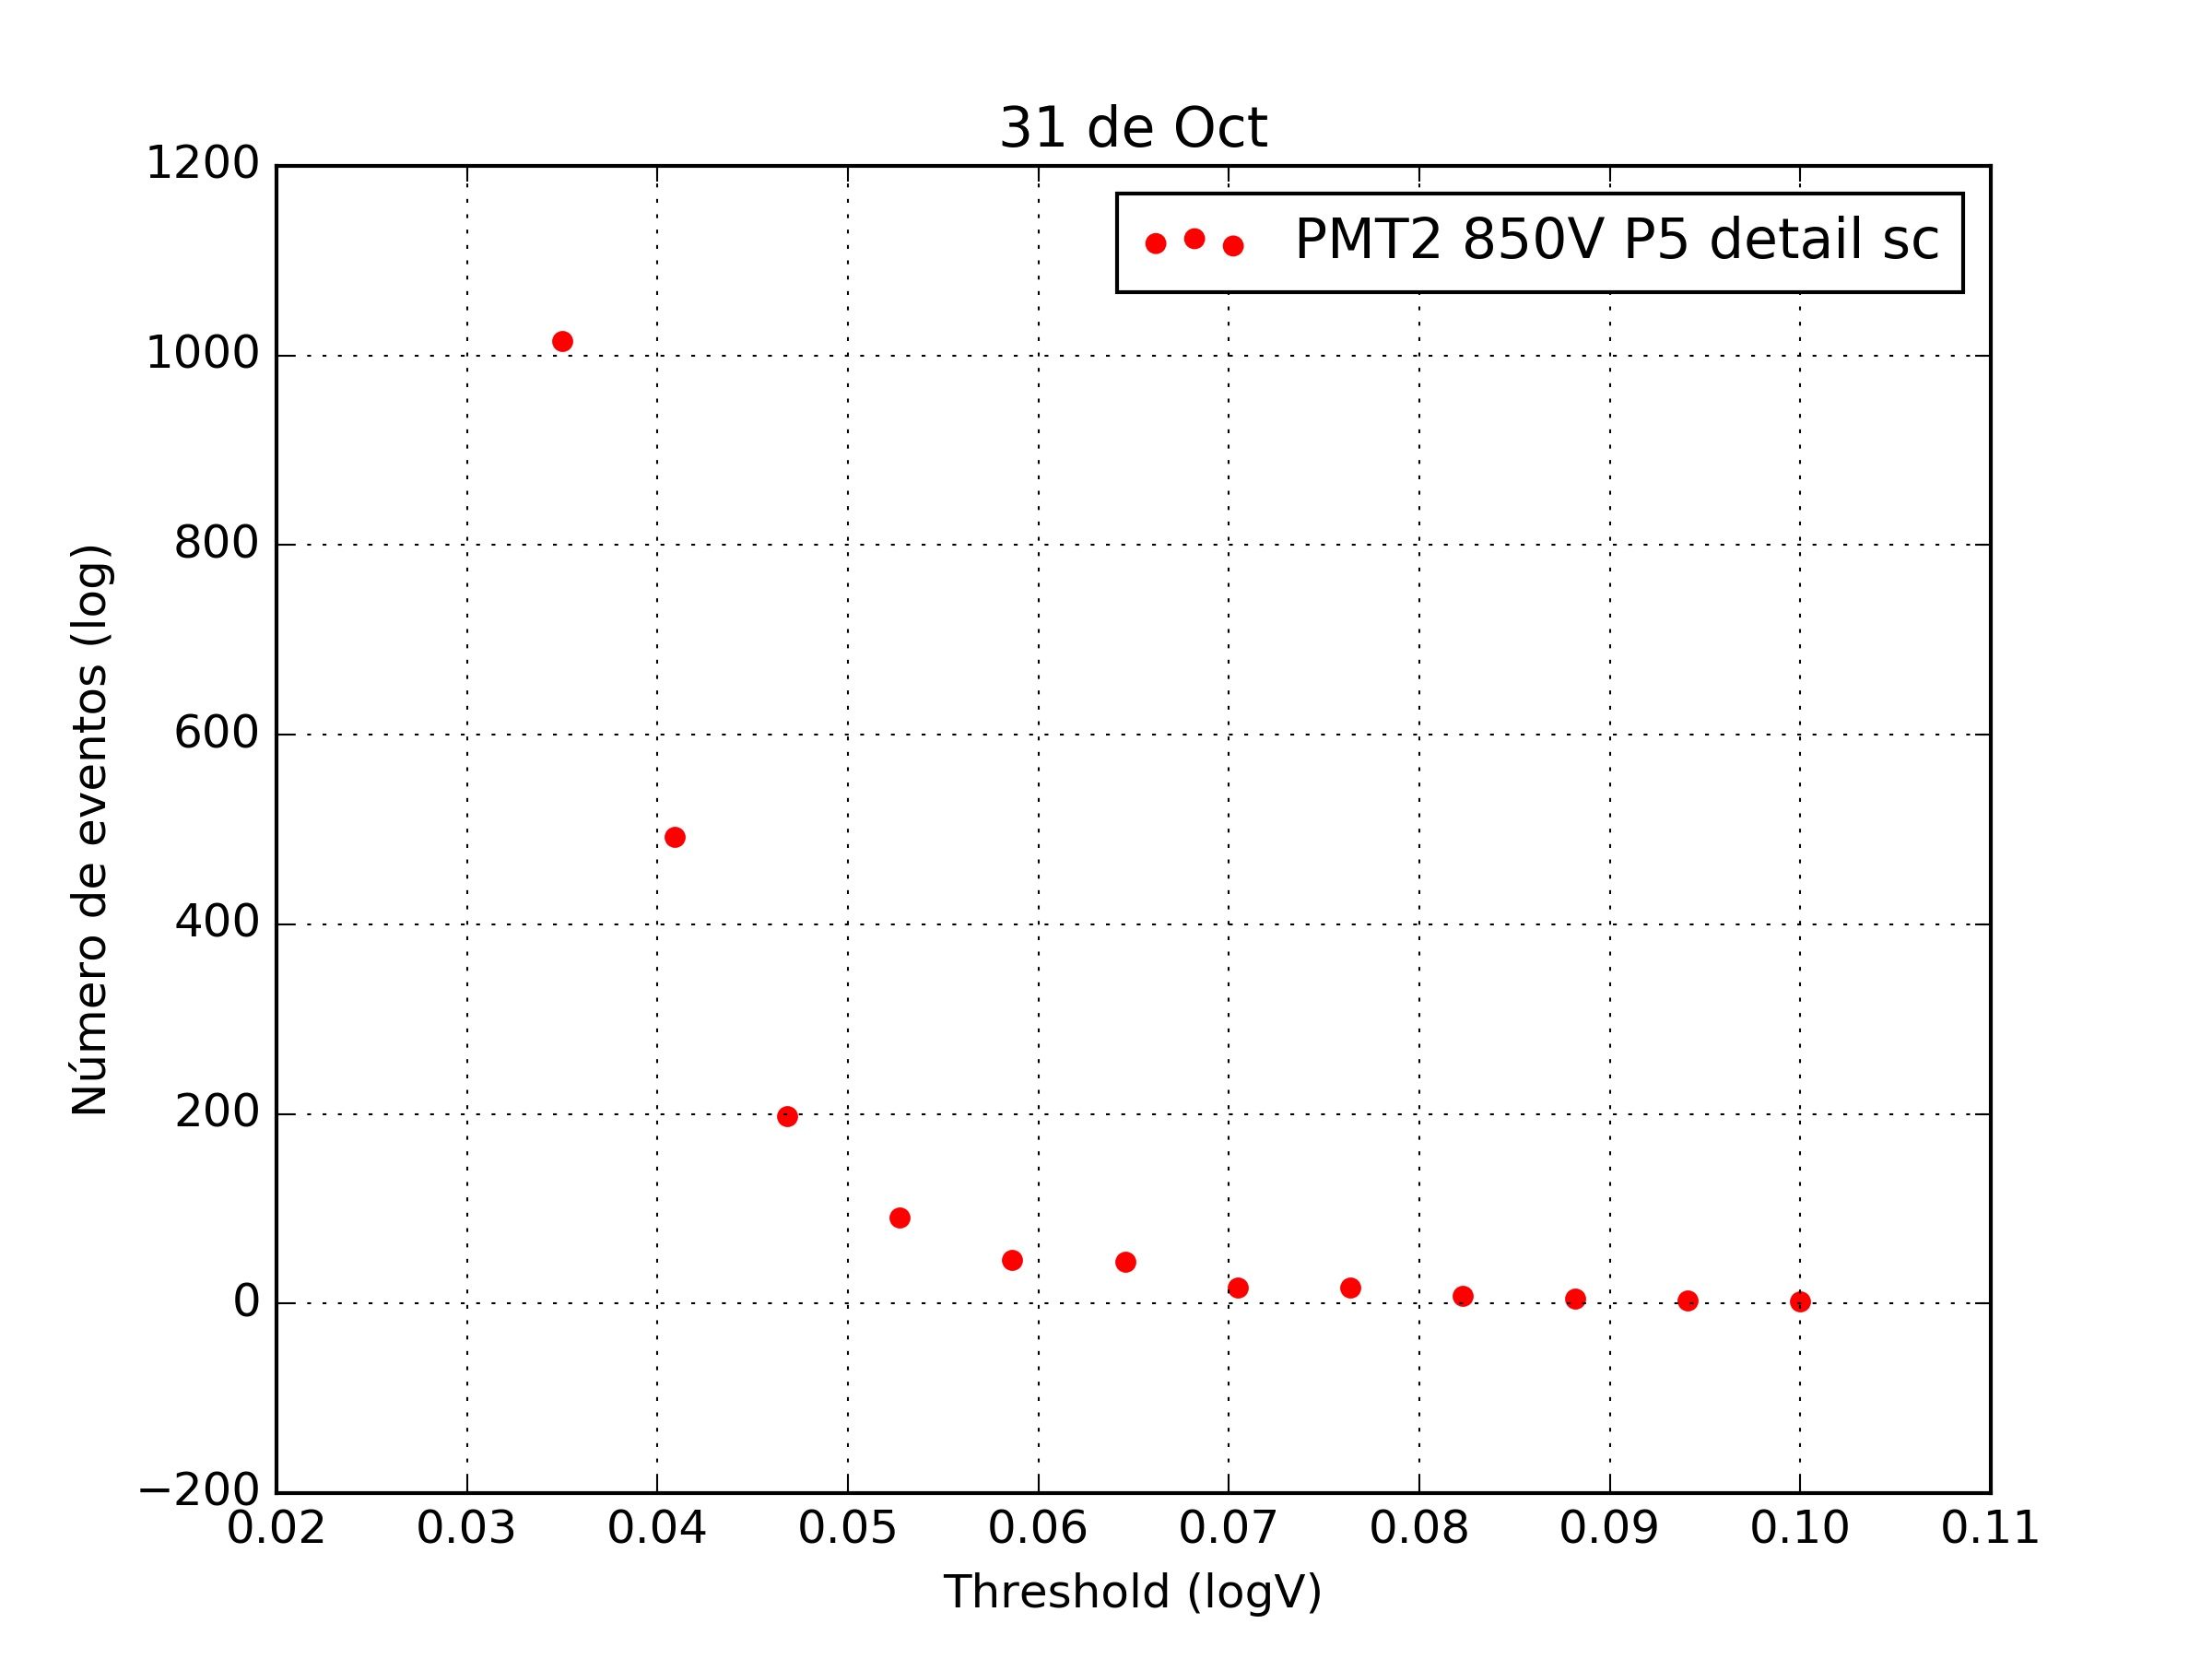 31 de Oct
PMT2 850V P5 detail sc
1200
1000
800
600
400
200
0
−200
Número de eventos (log)
0.02 0.03 0.04 0.05 0.06 0.07 0.08 0.09 0.10 0.11
Threshold (logV)